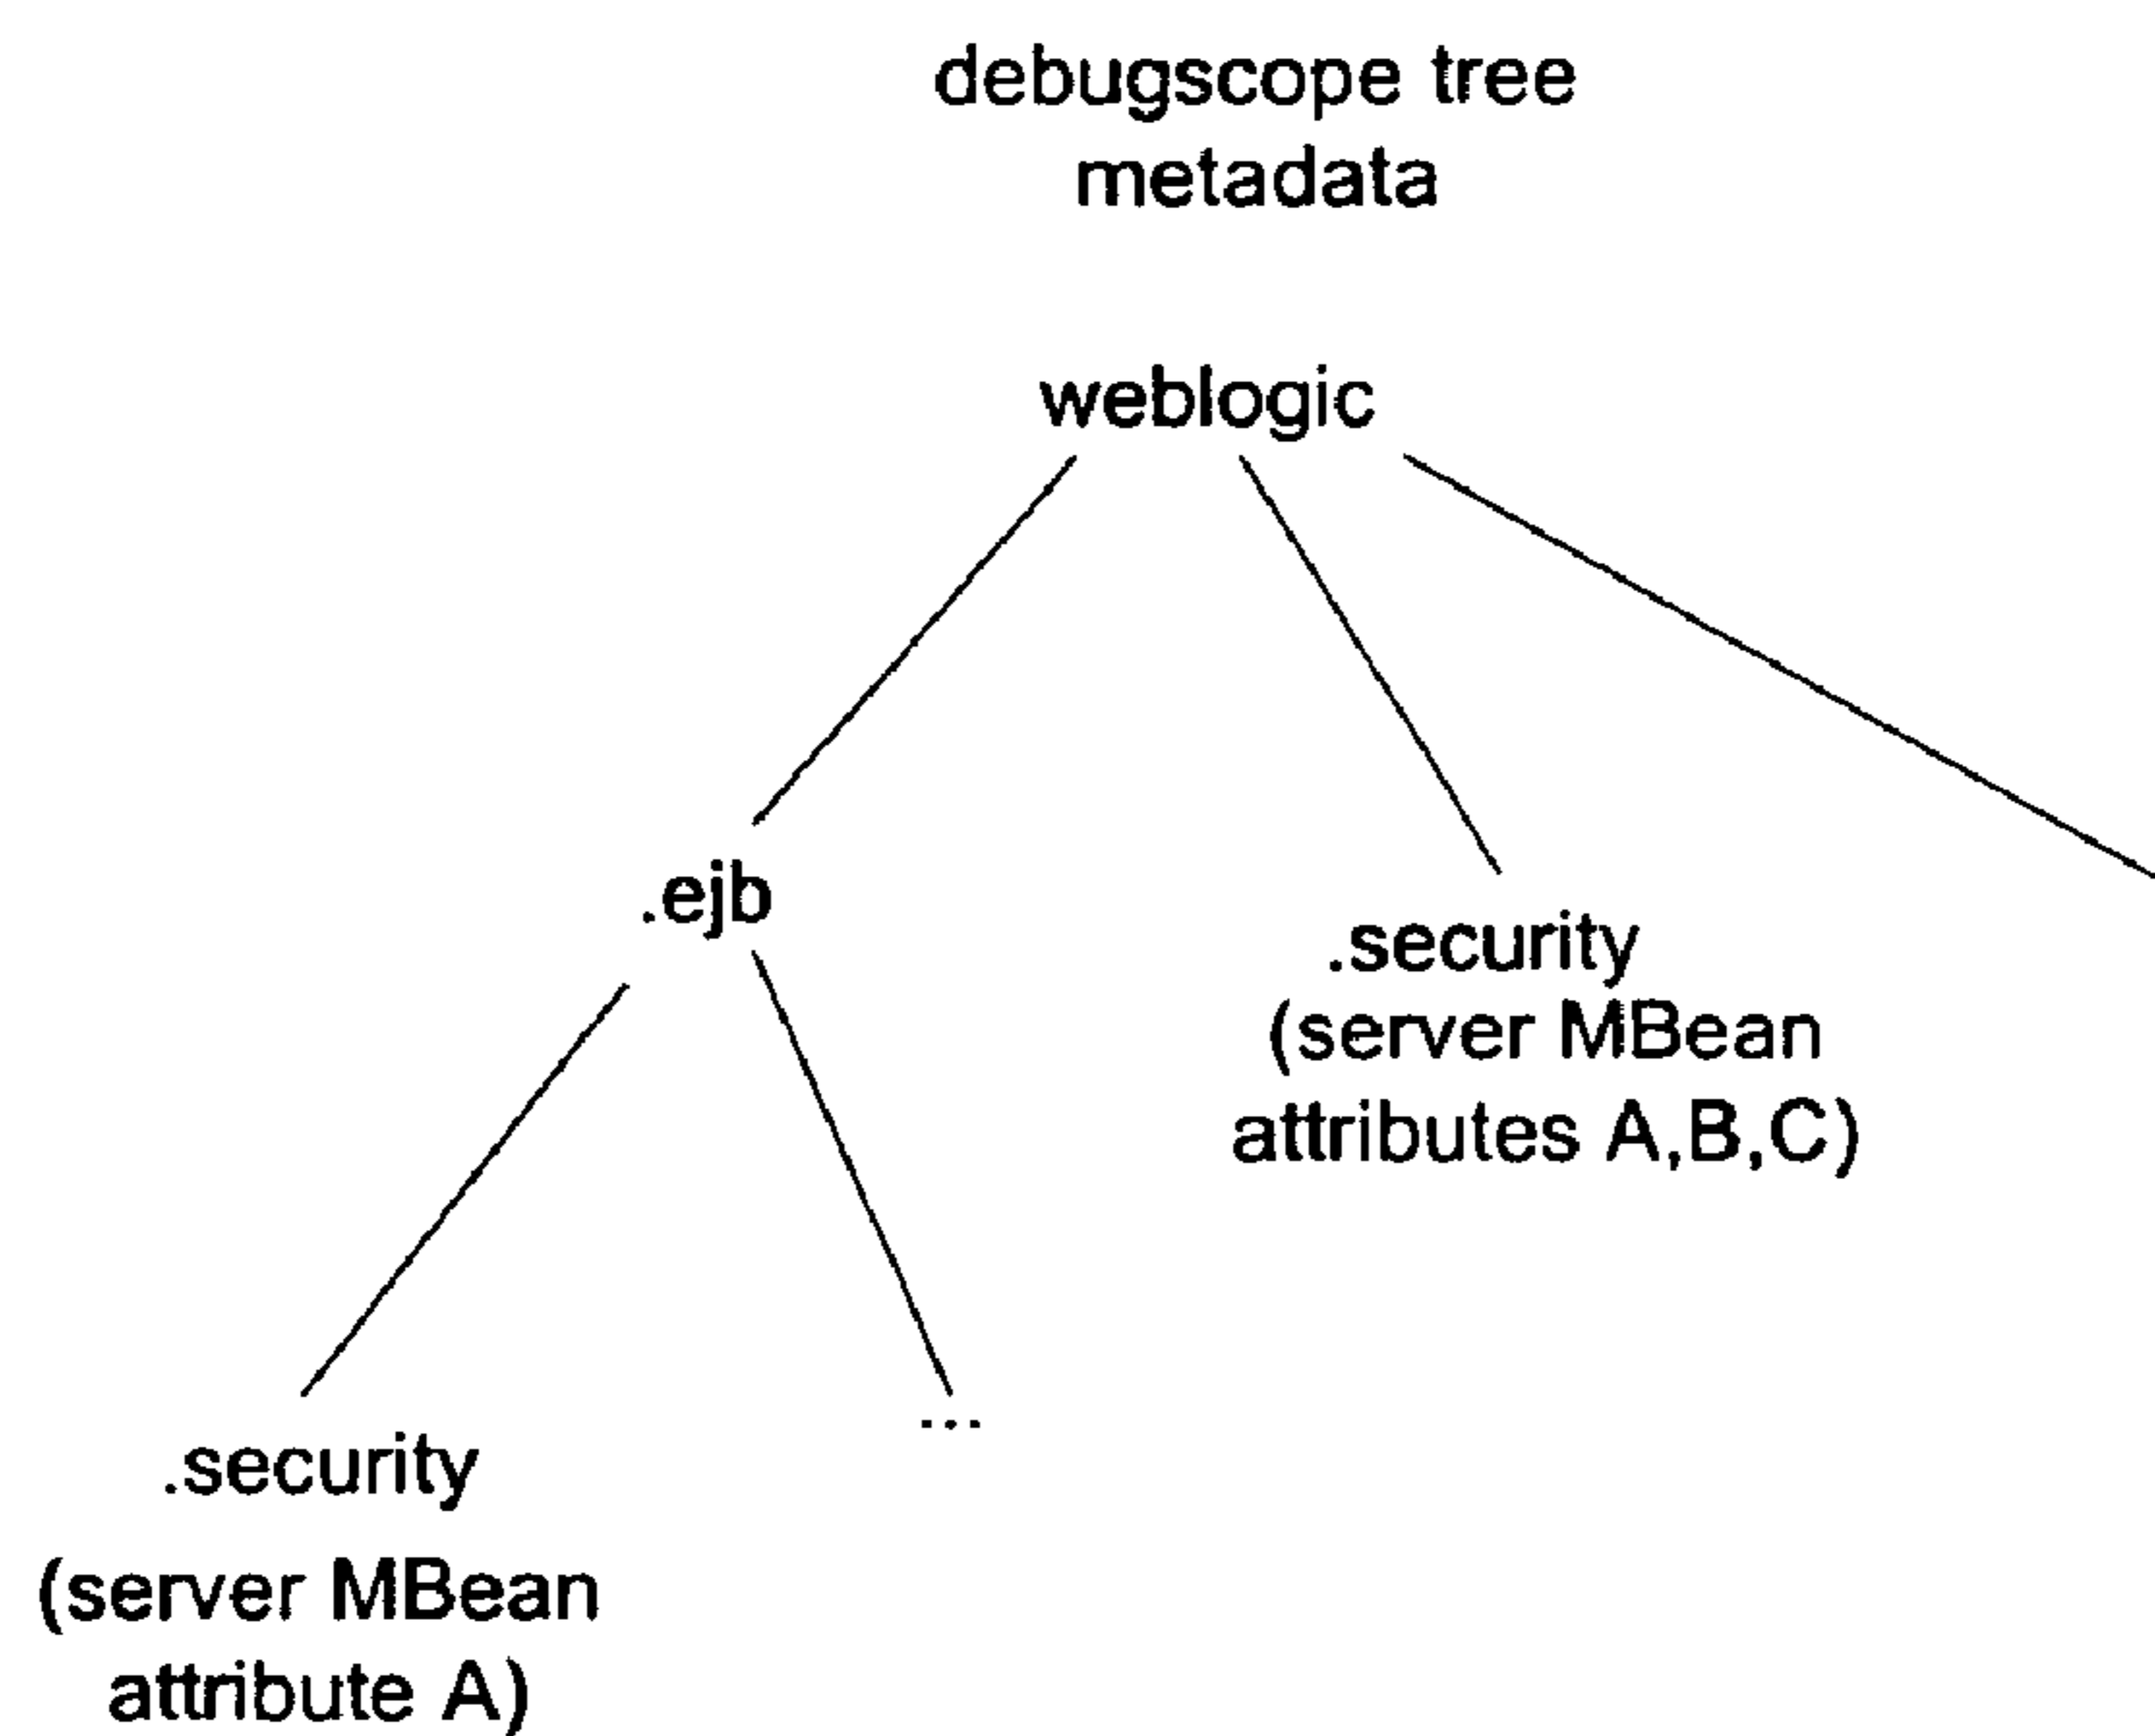 debugscope tree
metadata
weblogic
.ejb
.security
(server MBean
attributes A,B,C)
...
.security
(server MBean
attribute A)